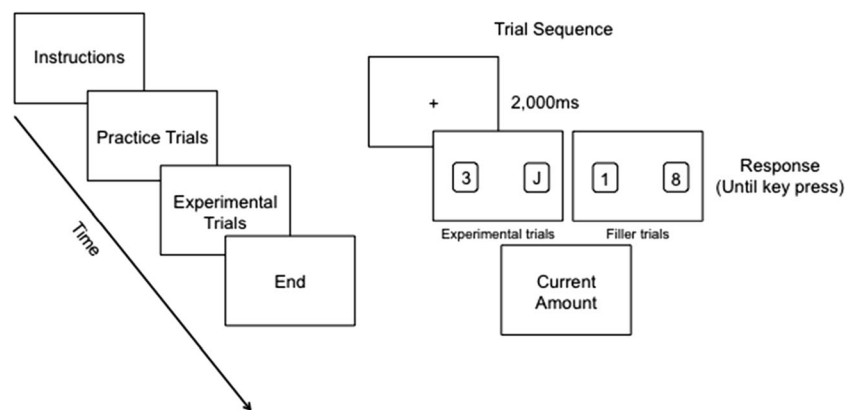 Instructions
Practice Trials
Experimental
Trials
End
Time
Trial Sequence
+
2,000ms
3 J
1 8
Response
(Until key press)
Experimental trials
Filler trials
Current
Amount